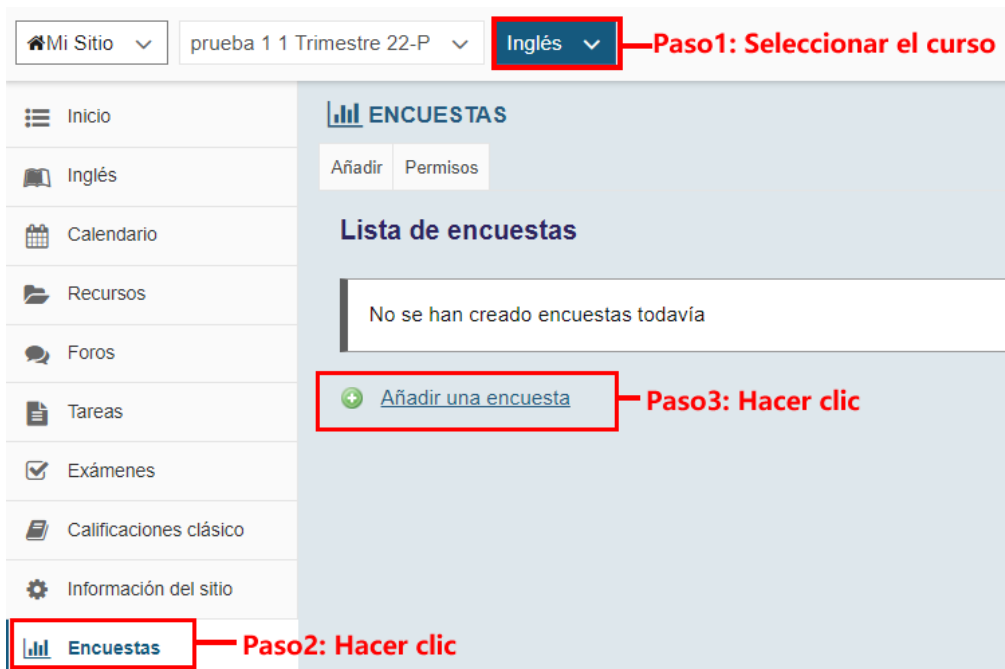 Mi Sitio
prueba 1 1 Trimestre 22-P
Inglés
Paso1: Seleccionar el curso
Inicio
Inglés
Calendario
Recursos
Foros
Tareas
Exámenes
Calificaciones clásico
Información del sitio
Encuestas
Paso2: Hacer clic
ENCUESTAS
Añadir
Permisos
Lista de encuestas
No se han creado encuestas todavía
Añadir una encuesta
Paso3: Hacer clic